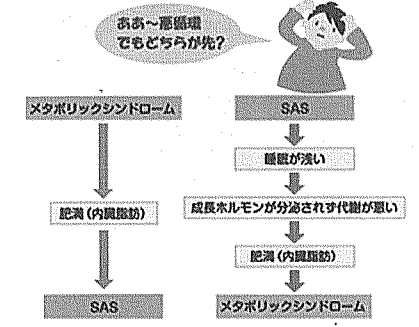 ああ～悪循環
でもどちらが先?
メタボリックシンドローム
肥満(内臓脂肪)
SAS
SAS
睡眠が浅い
成長ホルモンが分泌されず代謝が悪い
肥満(内臓脂肪)
メタボリックシンドローム